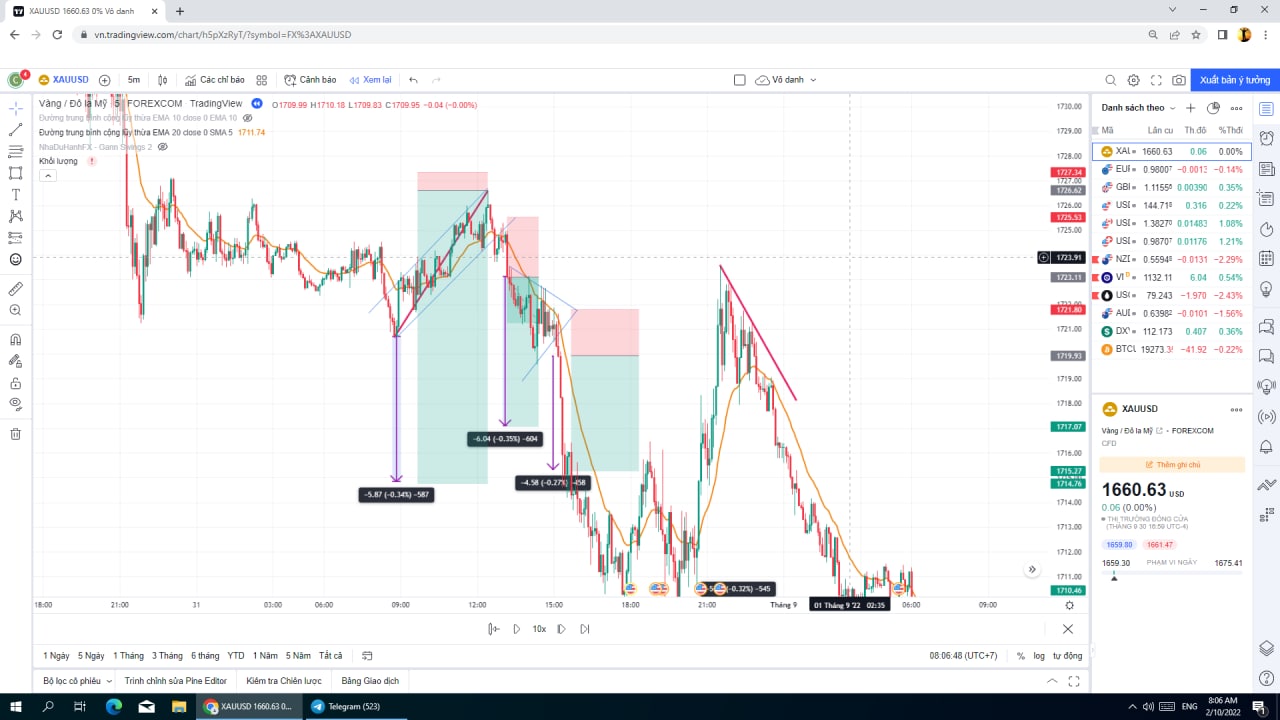 XAUUSD 1660.63 0% Vô danh
vn.tradingview.com/chart/h5pXzRyT/?symbol=FX%3AXAUUSD
C 4 XAUUSD 5m Các chỉ báo Cảnh báo Xem lại Vô danh Xuất bản ý tưởng
Vàng / Đô la Mỹ 5 FOREXCOM TradingView O1709.99 H1710.18 L1709.83 C1709.95 −0.04 (−0.00%)
Đường trung bình cộng lũy thừa EMA 10 close 0 EMA 10
Đường trung bình cộng lũy thừa EMA 20 close 0 SMA 5 1711.74
NhaDuHanhFX - Gann Swings 2
Khối lượng
1730.00
1729.00
1728.00
1727.34
1727.00
1726.62
1726.00
1725.53
1725.00
1723.91
1723.11
1721.80
1721.00
1719.93
1719.00
1718.00
1717.07
1716.00
1715.27
1714.76
1714.00
1713.00
1712.00
1711.00
1710.46
−6.04 (−0.35%) −604
−4.58 (−0.27%) −458
−5.87 (−0.34%) −587
(-0.32%) −545
18:00 21:00 31 03:00 06:00 09:00 12:00 15:00 18:00 21:00 Tháng 9 01 Tháng 9 '22 02:35 06:00 09:00
10x
1 Ngày 5 Ngày 1 Tháng 3 Tháng 6 tháng YTD 1 Năm 5 Năm Tất cả 08:06:48 (UTC+7) % log tự động
Bộ lọc cổ phiếu Trình chỉnh sửa Pine Editor Kiểm tra Chiến lược Bảng Giao dịch
Danh sách theo
Mã Lần cu Th đổ %Thđổ
XAU 1660.63 0.06 0.00%
EUF 0.9800 −0.0013 −0.14%
GBI 1.1155 0.00390 0.35%
USI 144.71 0.316 0.22%
USI 1.3827 0.01483 1.08%
USI 0.9870 0.01176 1.21%
NZI 0.5594 −0.0131 −2.29%
VI D 1132.11 6.04 0.54%
USO 79.243 −1.970 −2.43%
AUI 0.6398 −0.0101 −1.56%
DXY 112.173 0.407 0.36%
BTCU 19273.3 −41.92 −0.22%
XAUUSD
Vàng / Đô la Mỹ • FOREXCOM
CFD
Thêm ghi chú
1660.63 USD
0.06 (0.00%)
THỊ TRƯỜNG ĐÓNG CỬA
(THÁNG 9 30 16:59 UTC-4)
1659.80 1661.47
1659.30 PHẠM VI NGÀY 1675.41
XAUUSD 1660.63 0... Telegram (523) ENG 8:06 AM
2/10/2022 1